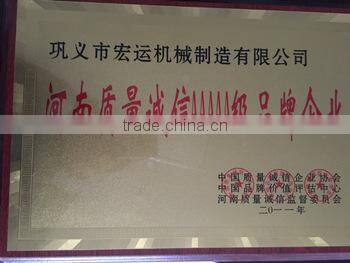 巩义市宏运机械制造有限公司
河南质量诚信AAAAA级品牌企业
trade.china.cn
中国质量诚信企业协会
中国品牌价值评估中心
河南质量诚信监督委员会
二〇一一年